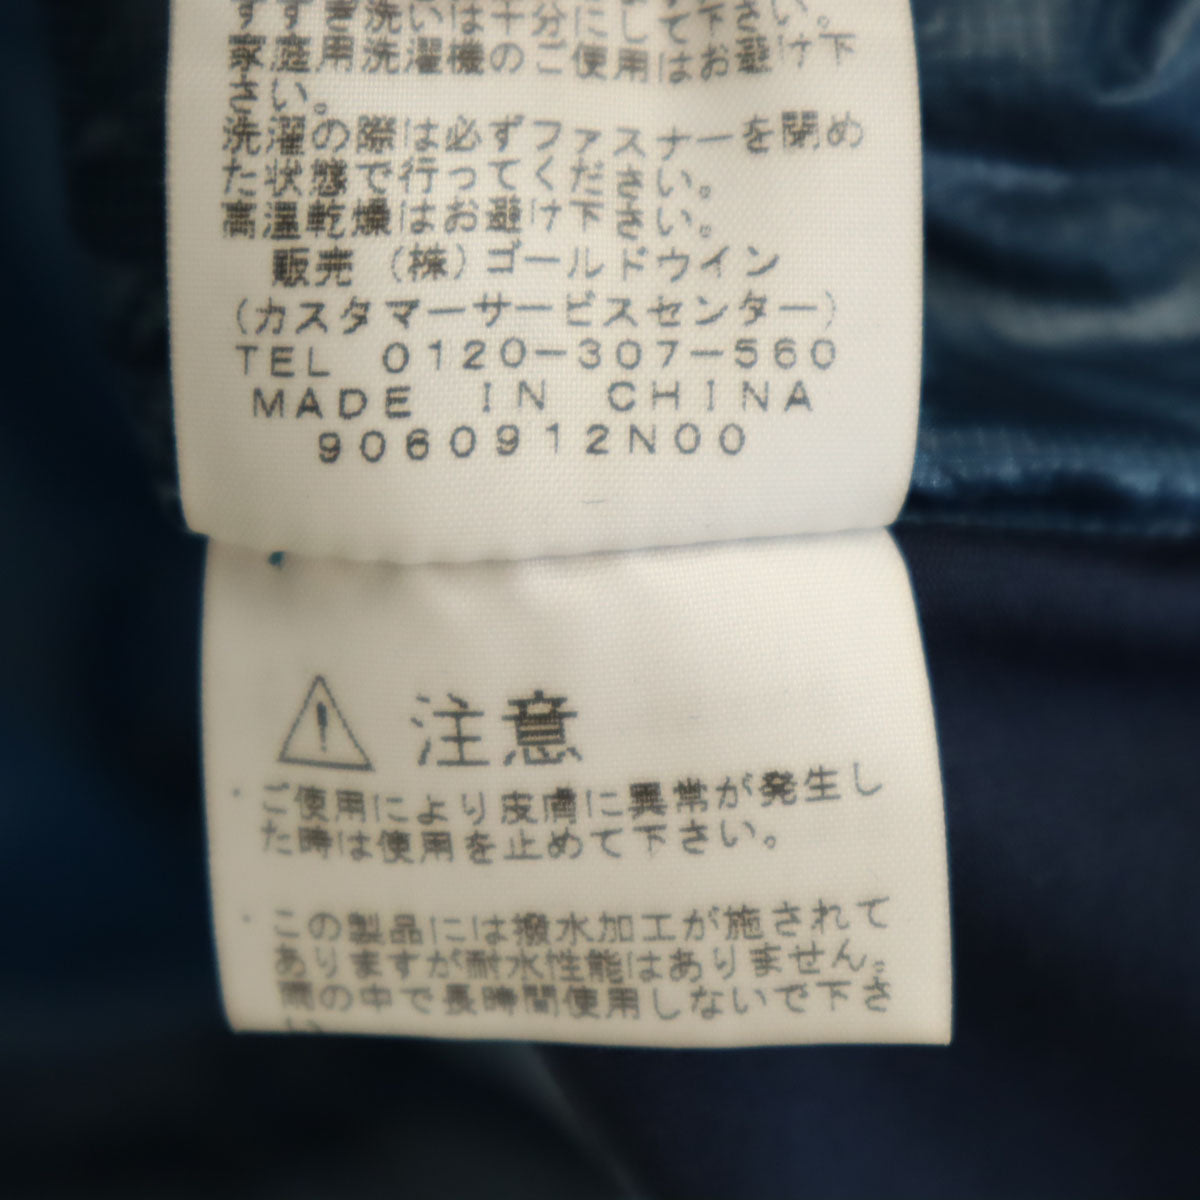 すすぎ洗いは十分にして下さい。
家庭用洗濯機のご使用はお避け下
さい。
洗濯の際は必ずファスナーを閉め
た状態で行ってください。
高温乾燥はお避け下さい。
販売 (株)ゴールドウイン
(カスタマーサービスセンター)
TEL 0120-307-560
MADE IN CHINA
9060912N00
注意
・ご使用により皮膚に異常が発生し
た時は使用を止めて下さい。
・この製品には撥水加工が施されて
ありますが耐水性能はありません。
雨の中で長時間使用しないで下さ
い